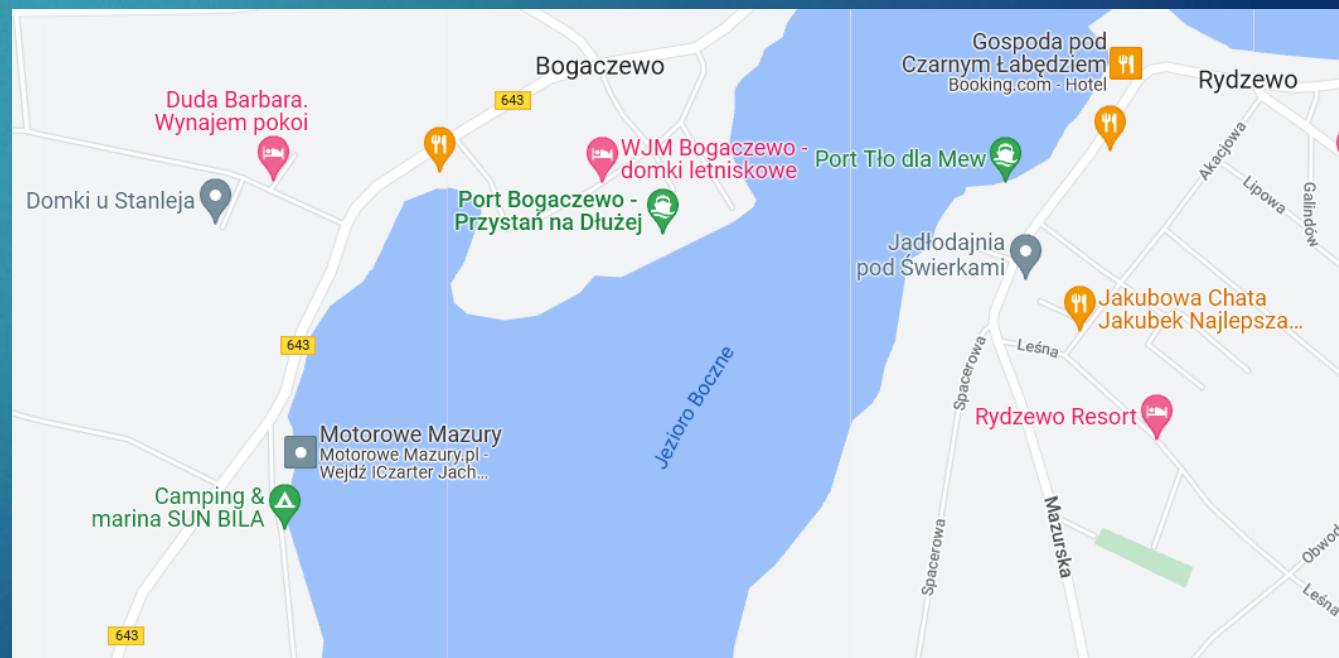 Bogaczewo
643
Duda Barbara.
Wynajem pokoi
Domki u Stanleja
WJM Bogaczewo -
domki letniskowe
Port Bogaczewo -
Przystań na Dłużej
Gospoda pod
Czarnym Łabędziem
Booking.com - Hotel
Rydzewo
Port Tło dla Mew
Akacjowa
Lipowa
Galindów
Jadłodajnia
pod Świerkami
Jakubowa Chata
Jakubek Najlepsza...
643
Leśna
Spacerowa
Jezioro Boczne
Rydzewo Resort
Motorowe Mazury
Motorowe Mazury.pl -
Wejdź ICzarter Jach...
Camping &
marina SUN BILA
Mazurska
Spacerowa
Obwod
Leśna
643